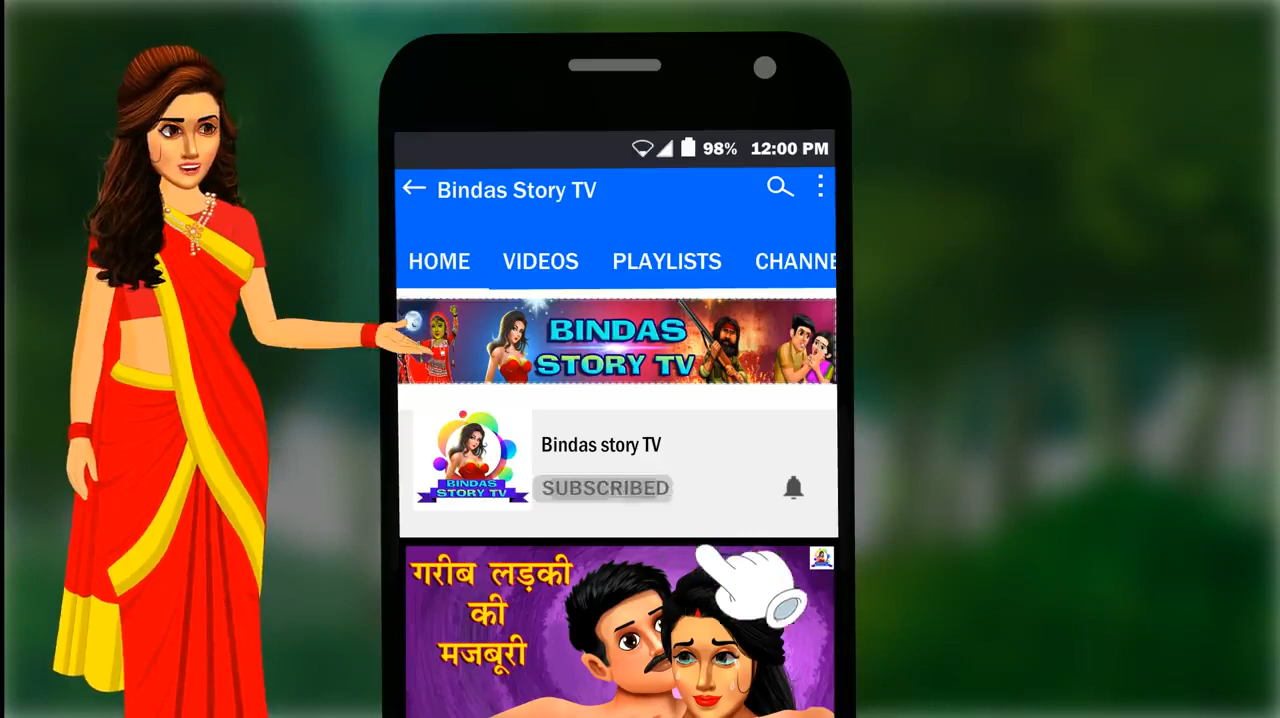 98% 12:00 PM
Bindas Story TV
HOME VIDEOS PLAYLISTS CHANNE
BINDAS
STORY TV
Bindas story TV
BINDAS
STORY TV
SUBSCRIBED
गरीब लड़की
की
मजबूरी